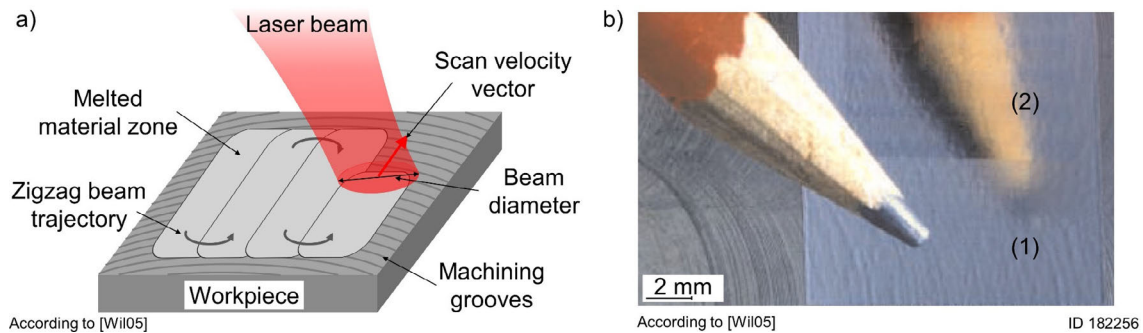 a)
Laser beam
Scan velocity
vector
Melted
material zone
Zigzag beam
trajectory
Beam
diameter
Machining
grooves
Workpiece
According to [Wil05]
b)
(2)
(1)
2 mm
According to [Wil05]
ID 182256